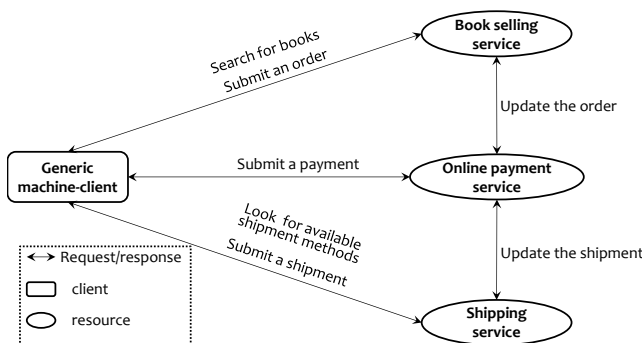 Book selling
service
Search for books
Submit an order
Update the order
Generic
machine-client
Submit a payment
Online payment
service
Look for available
shipment methods
Submit a shipment
Update the shipment
Request/response
client
resource
Shipping
service